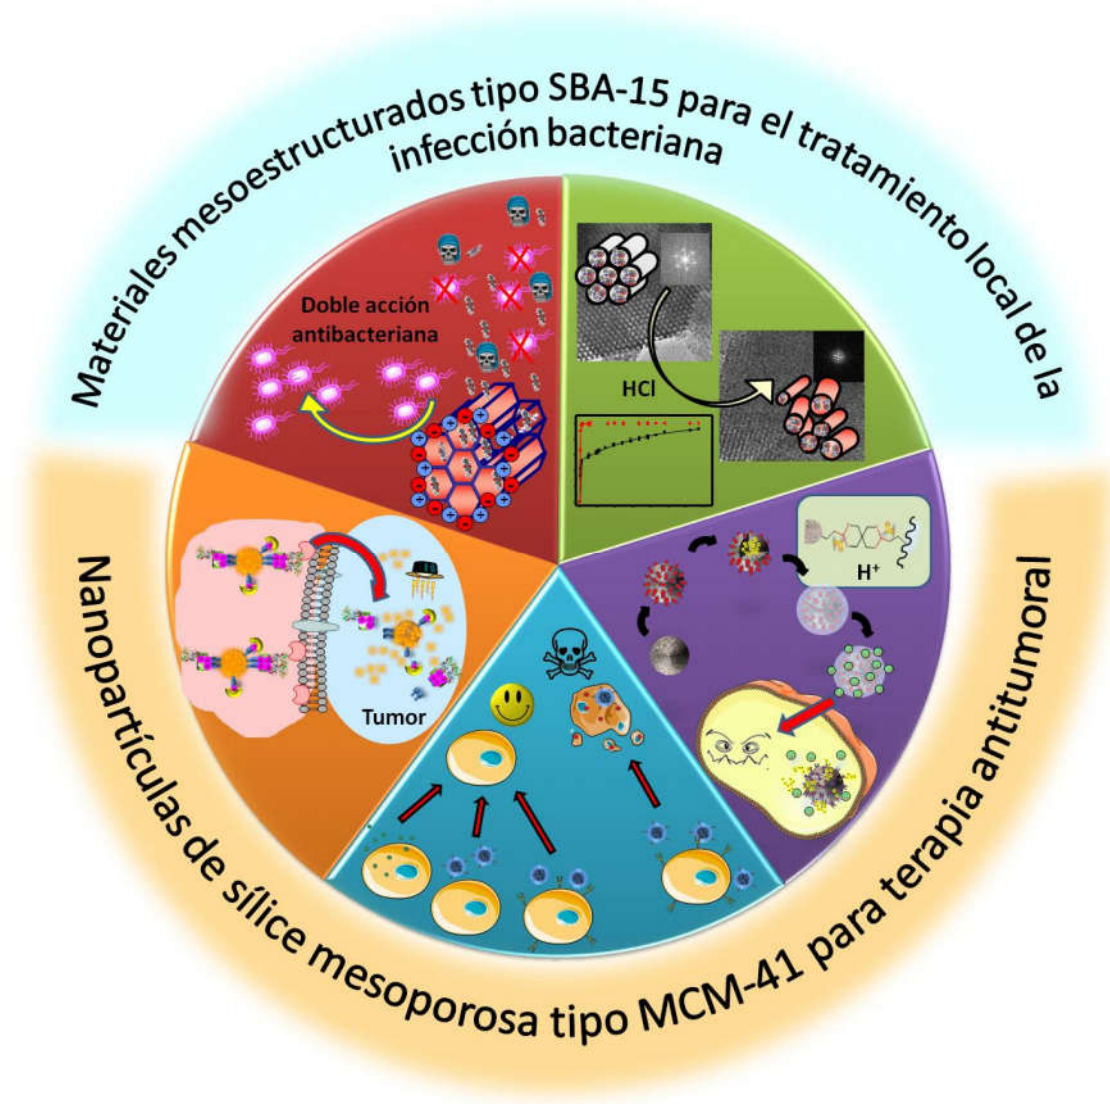 Materiales mesoestructurados tipo SBA-15 para el tratamiento local de la
infección bacteriana
Doble acción
antibacteriana
HCl
H⁺
Tumor
Nanopartículas de sílice mesoporosa tipo MCM-41 para terapia antitumoral